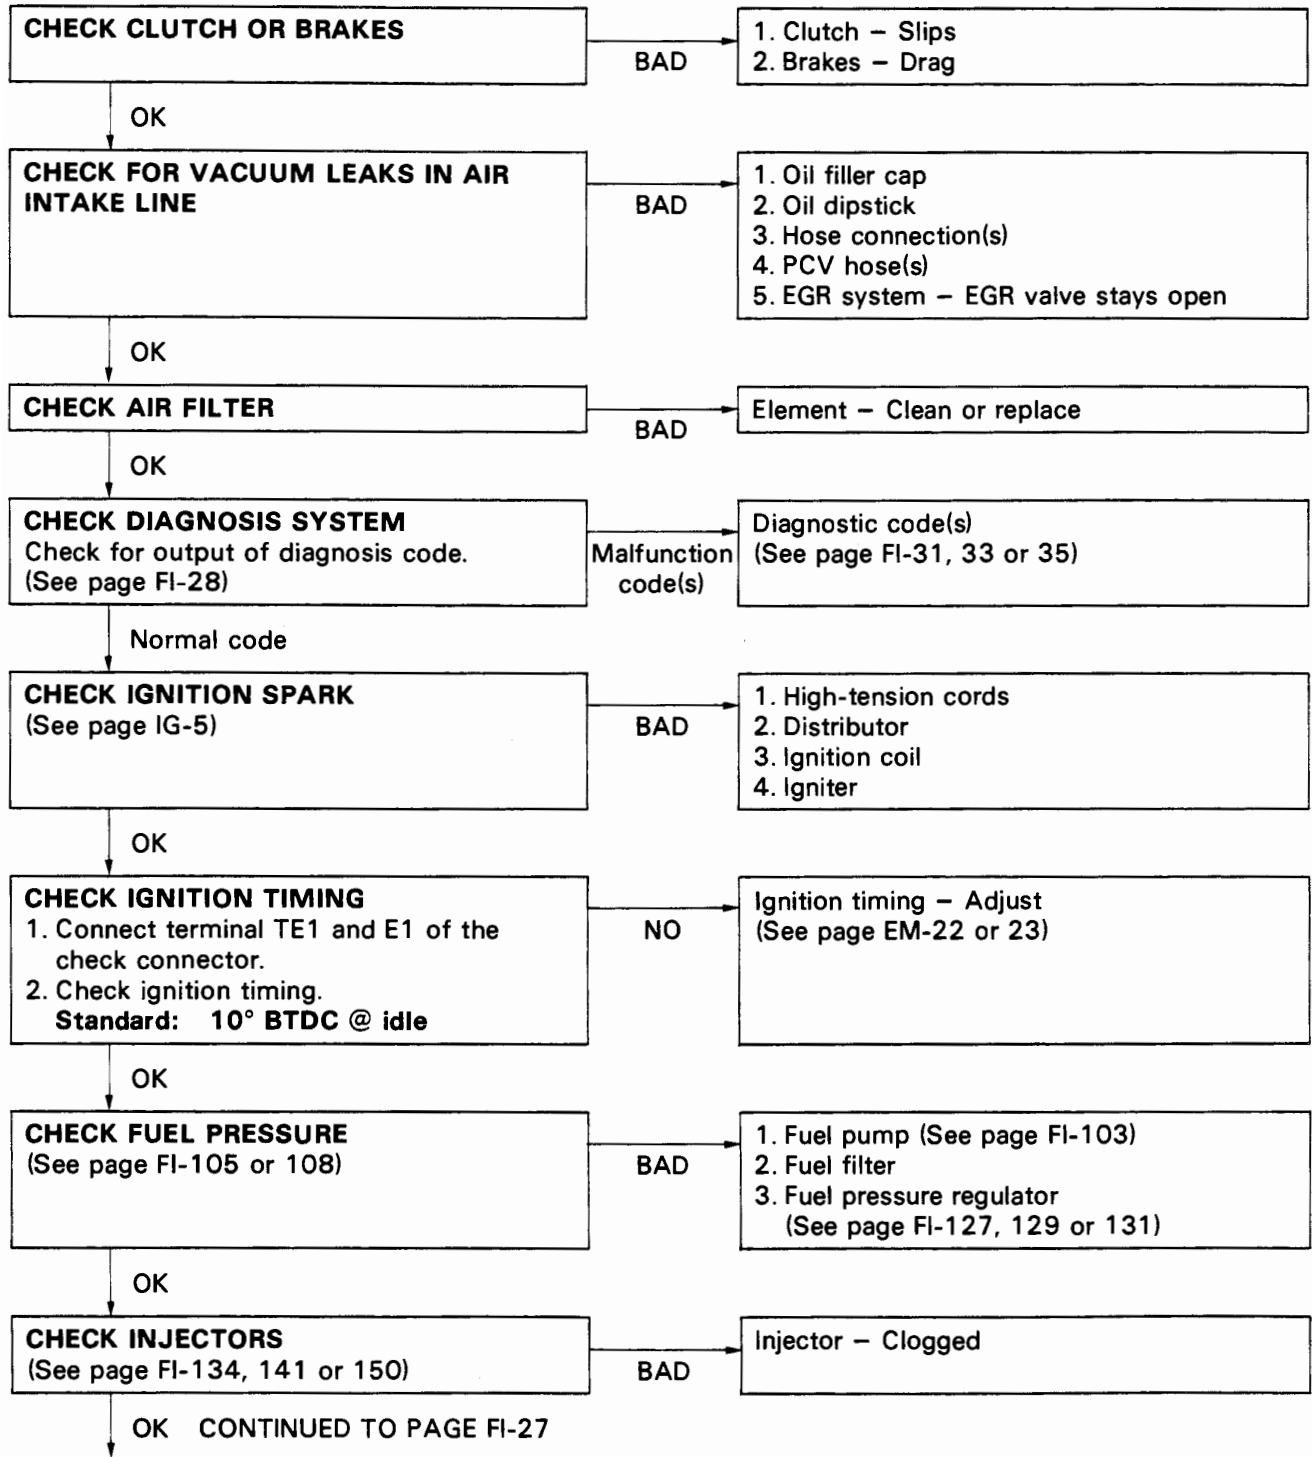 CHECK CLUTCH OR BRAKES
BAD
1. Clutch – Slips
2. Brakes – Drag
OK
CHECK FOR VACUUM LEAKS IN AIR
INTAKE LINE
BAD
1. Oil filler cap
2. Oil dipstick
3. Hose connection(s)
4. PCV hose(s)
5. EGR system – EGR valve stays open
OK
CHECK AIR FILTER
BAD
Element – Clean or replace
OK
CHECK DIAGNOSIS SYSTEM
Check for output of diagnosis code.
(See page FI-28)
Malfunction
code(s)
Diagnostic code(s)
(See page FI-31, 33 or 35)
Normal code
CHECK IGNITION SPARK
(See page IG-5)
BAD
1. High-tension cords
2. Distributor
3. Ignition coil
4. Igniter
OK
CHECK IGNITION TIMING
1. Connect terminal TE1 and E1 of the
check connector.
2. Check ignition timing.
Standard: 10° BTDC @ idle
NO
Ignition timing – Adjust
(See page EM-22 or 23)
OK
CHECK FUEL PRESSURE
(See page FI-105 or 108)
BAD
1. Fuel pump (See page FI-103)
2. Fuel filter
3. Fuel pressure regulator
(See page FI-127, 129 or 131)
OK
CHECK INJECTORS
(See page FI-134, 141 or 150)
BAD
Injector – Clogged
OK CONTINUED TO PAGE FI-27